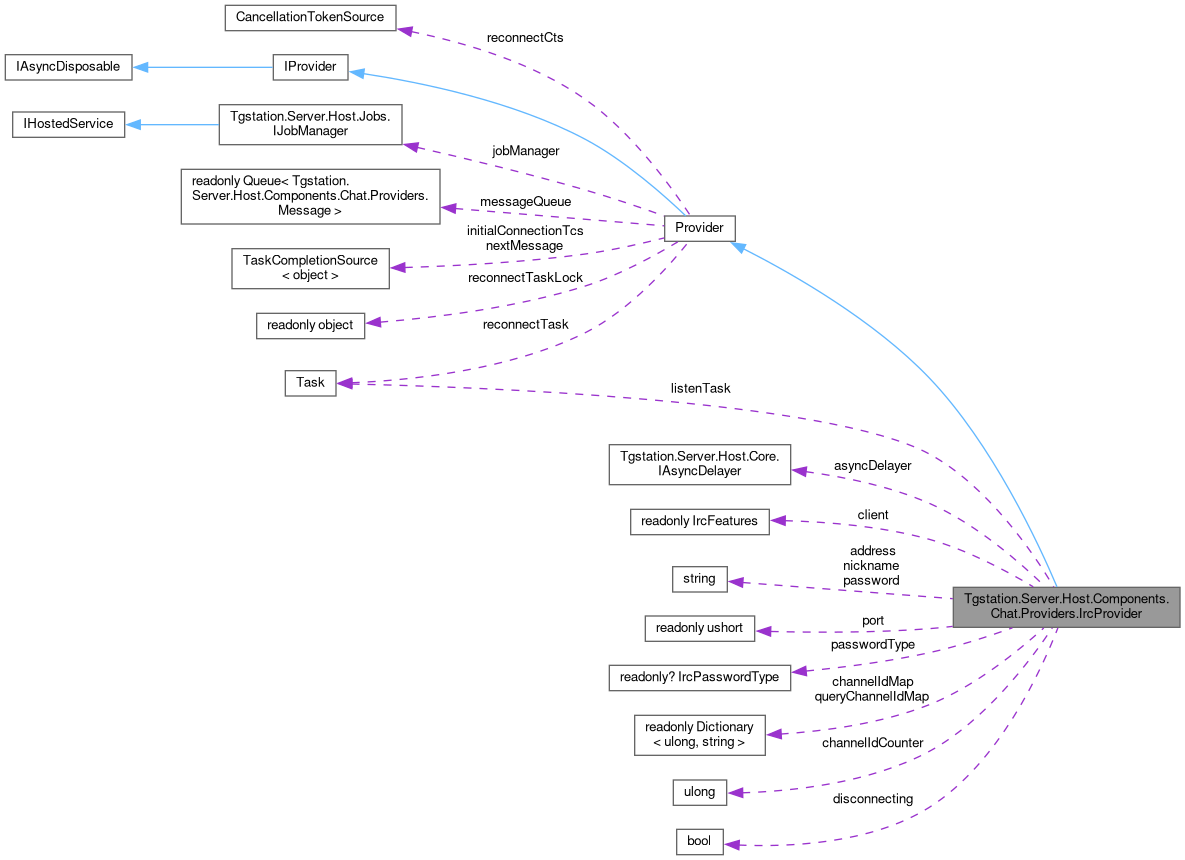 CancellationTokenSource
reconnectCts
IAsyncDisposable
IProvider
Tgstation.Server.Host.Jobs.
IJobManager
IHostedService
jobManager
readonly Queue< Tgstation.
Server.Host.Components.Chat.Providers.
Message >
messageQueue
Provider
initialConnectionTcs
nextMessage
TaskCompletionSource
< object >
reconnectTaskLock
readonly object
reconnectTask
Task
listenTask
Tgstation.Server.Host.Core.
IAsyncDelayer
asyncDelayer
readonly IrcFeatures
client
address
nickname
password
string
Tgstation.Server.Host.Components.
Chat.Providers.IrcProvider
readonly ushort
port
passwordType
readonly? IrcPasswordType
channelIdMap
queryChannelIdMap
readonly Dictionary
< ulong, string >
channelIdCounter
ulong
disconnecting
bool